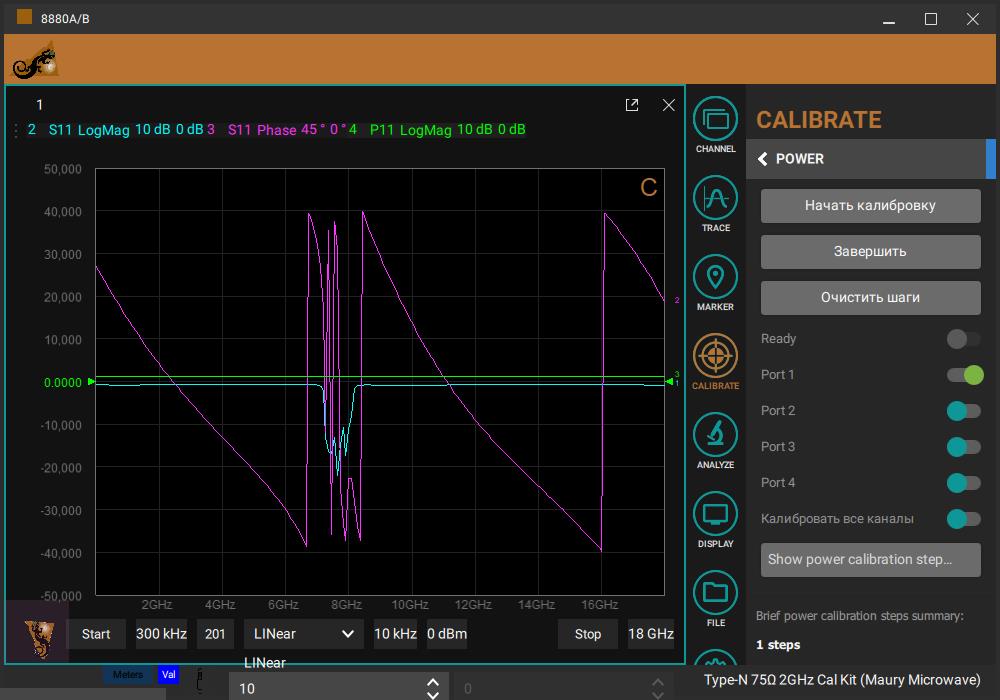 8880A/B
1
2 S11 LogMag 10 dB 0 dB 3 S11 Phase 45° 0° 4 P11 LogMag 10 dB 0 dB
C
50,000
40,000
30,000
20,000
10,000
0.0000
-10,000
-20,000
-30,000
-40,000
-50,000
2
3
1
2GHz 4GHz 6GHz 8GHz 10GHz 12GHz 14GHz 16GHz
Start 300 kHz 201 LINear 10 kHz 0 dBm Stop 18 GHz
LINear
Meters Val
10 0
CHANNEL
TRACE
MARKER
CALIBRATE
ANALYZE
DISPLAY
FILE
CALIBRATE
POWER
Начать калибровку
Завершить
Очистить шаги
Ready
Port 1
Port 2
Port 3
Port 4
Калибровать все каналы
Show power calibration step...
Brief power calibration steps summary:
1 steps
Type-N 75Ω 2GHz Cal Kit (Maury Microwave)